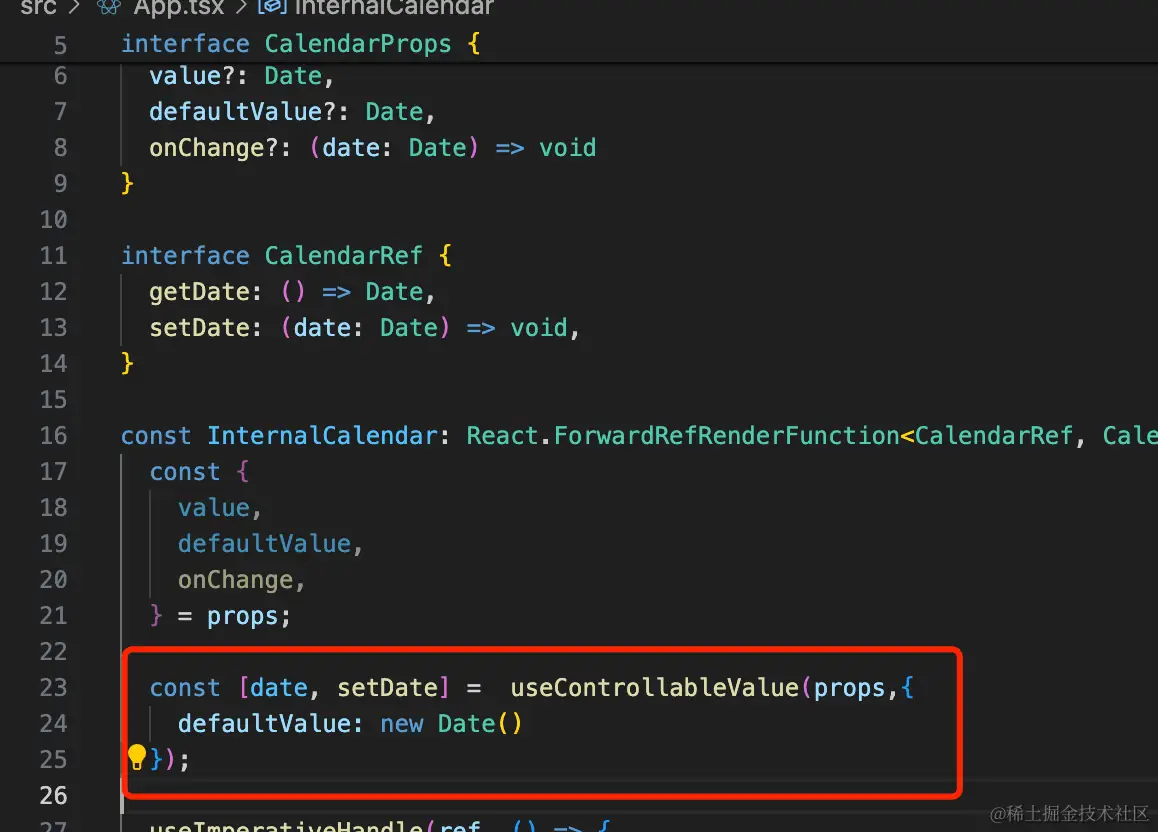 src > App.tsx > InternalCalendar
5 interface CalendarProps {
6 value?: Date,
7 defaultValue?: Date,
8 onChange?: (date: Date) => void
9 }
10
11 interface CalendarRef {
12 getDate: () => Date,
13 setDate: (date: Date) => void,
14 }
15
16 const InternalCalendar: React.ForwardRefRenderFunction<CalendarRef, Cale
17 const {
18 value,
19 defaultValue,
20 onChange,
21 } = props;
22
23 const [date, setDate] =  useControllableValue(props,{
24 defaultValue: new Date()
25 });
26
27 useImperativeHandle(ref, () => {
@稀土掘金技术社区